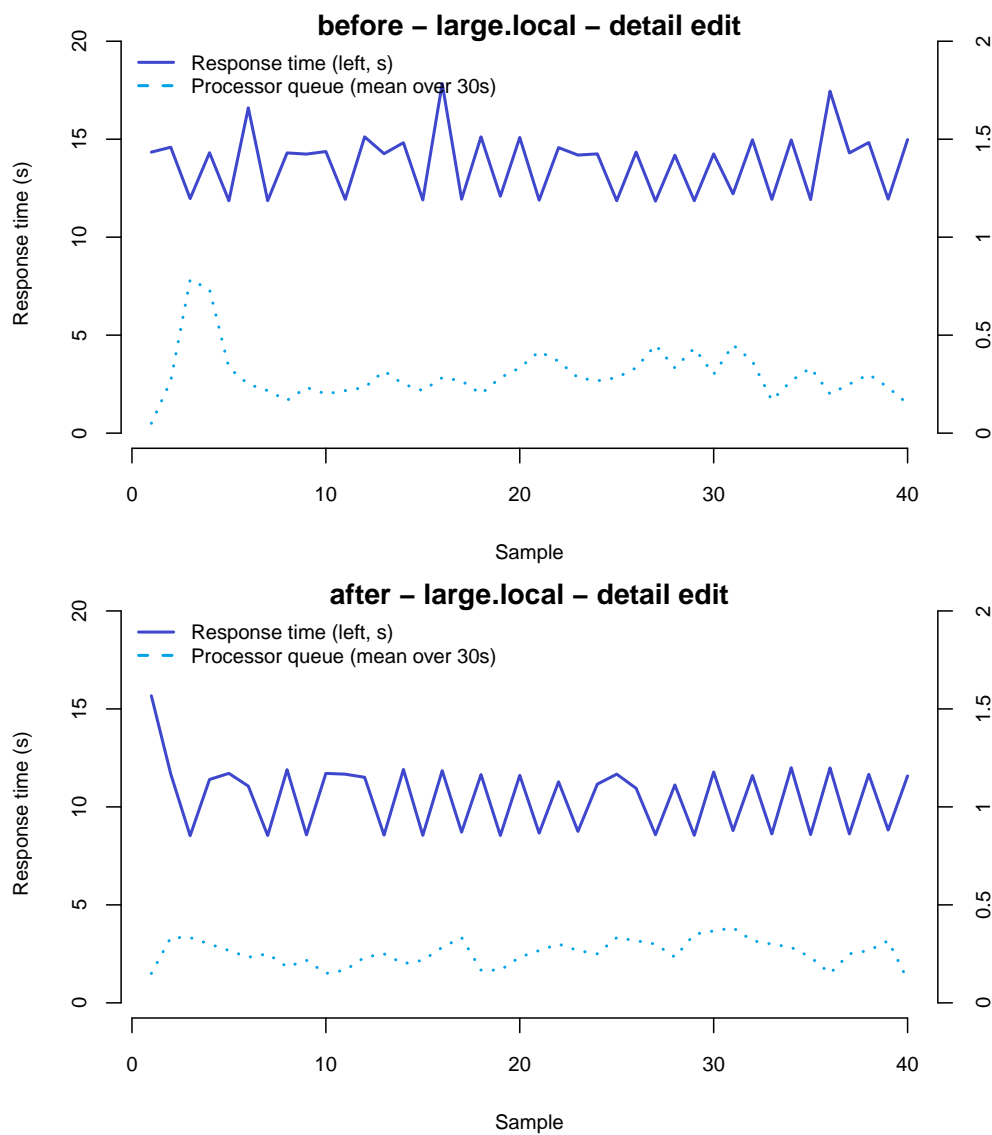 before – large.local – detail edit
Response time (left, s)
Processor queue (mean over 30s)
Response time (s)
0
5
10
15
20
0
0.5
1
1.5
2
0 10 20 30 40
Sample
after – large.local – detail edit
Response time (left, s)
Processor queue (mean over 30s)
Response time (s)
0
5
10
15
20
0
0.5
1
1.5
2
0 10 20 30 40
Sample